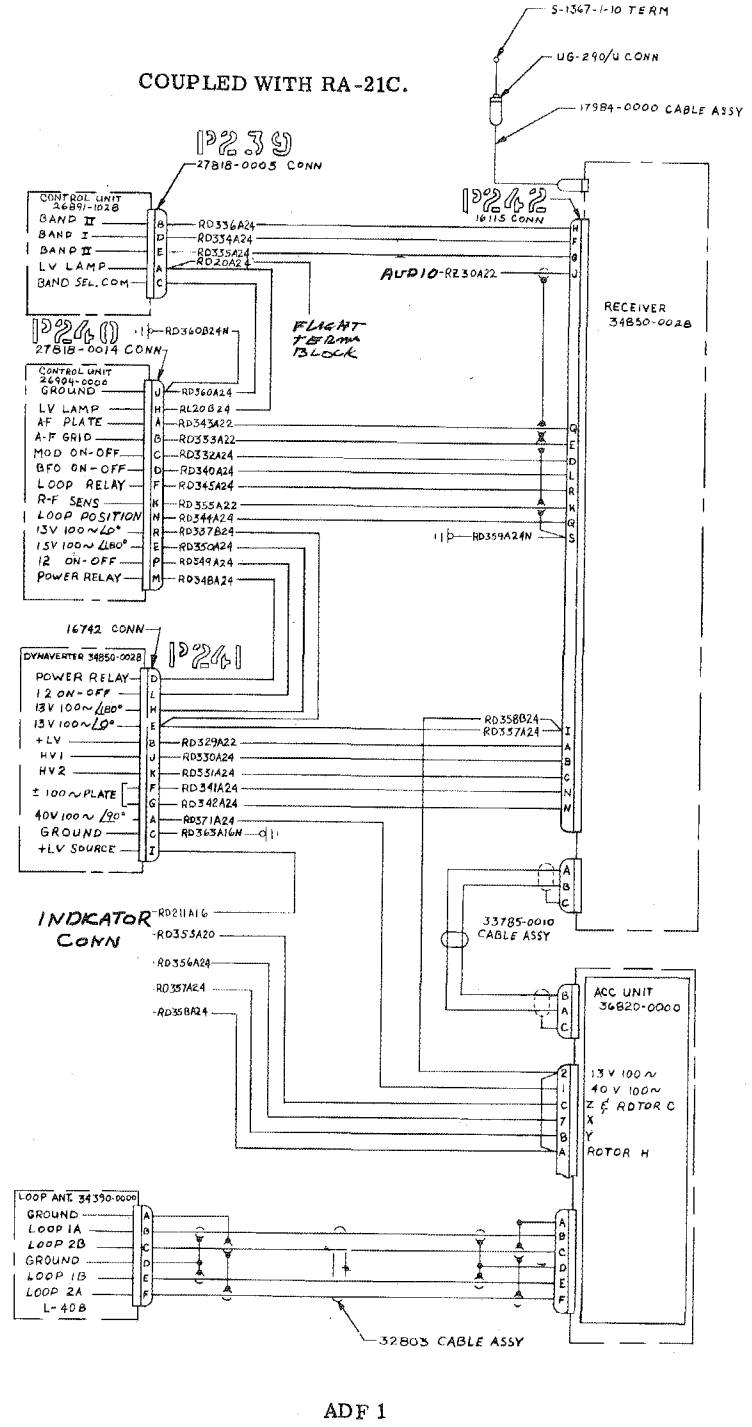 S-1367-1-10 TERM
UG-290/U CONN
COUPLED WITH RA-21C.
17984-0000 CABLE ASSY
P239
27818-0005 CONN
P242
16115 CONN
CONTROL UNIT
26891-1028
BAND II B RD336A24 H
BAND I D RD334A24 F
BAND II E RD335A24 G
LV LAMP A RD20A24
AUDIO RZ30A22 J
BAND SEL.COM C
RECEIVER
34850-0028
P240
27818-0014 CONN
RD360B24N
FLIGHT
TERM
BLOCK
CONTROL UNIT
26904-0000
GROUND J RD360A24
LV LAMP H RL20B24
AF PLATE A RD343A22 Q
A-F GRID B RD333A22 E
MOD ON-OFF C RD332A24 D
BFO ON-OFF D RD340A24 L
LOOP RELAY F RD345A24 R
R-F SENS K RD355A22 K
LOOP POSITION N RD344A24 Q
13V 100~∠0° R RD337B24
RD359A24N S
13V 100~∠180° E RD350A24
12 ON-OFF P RD349A24
POWER RELAY M RD348A24
16742 CONN
P241
DYNAVERTER 34850-0028
POWER RELAY D
12 ON-OFF L
13V 100~∠180° H
13V 100~∠0° E
RD358B24
RD337A24 I
+LV B RD329A22 A
HV1 J RD330A24 B
HV2 K RD331A24 C
± 100~PLATE F RD341A24 N
G RD342A24 N
40V 100~∠90° A RD371A24
GROUND C RD363A16N
+LV SOURCE I
A
B
C
INDICATOR
CONN
RD211A16
RD353A20
RD356A24
RD357A24
RD358A24
33785-0010
CABLE ASSY
B
A
C
ACC UNIT
36820-0000
2 13V 100~
1 40V 100~
C Z & ROTOR C
7 X
8 Y
A ROTOR H
LOOP ANT. 34390-0000
GROUND A A
LOOP 1A B B
LOOP 2B C C
GROUND D D
LOOP 1B E E
LOOP 2A F F
L-40B
32803 CABLE ASSY
ADF 1